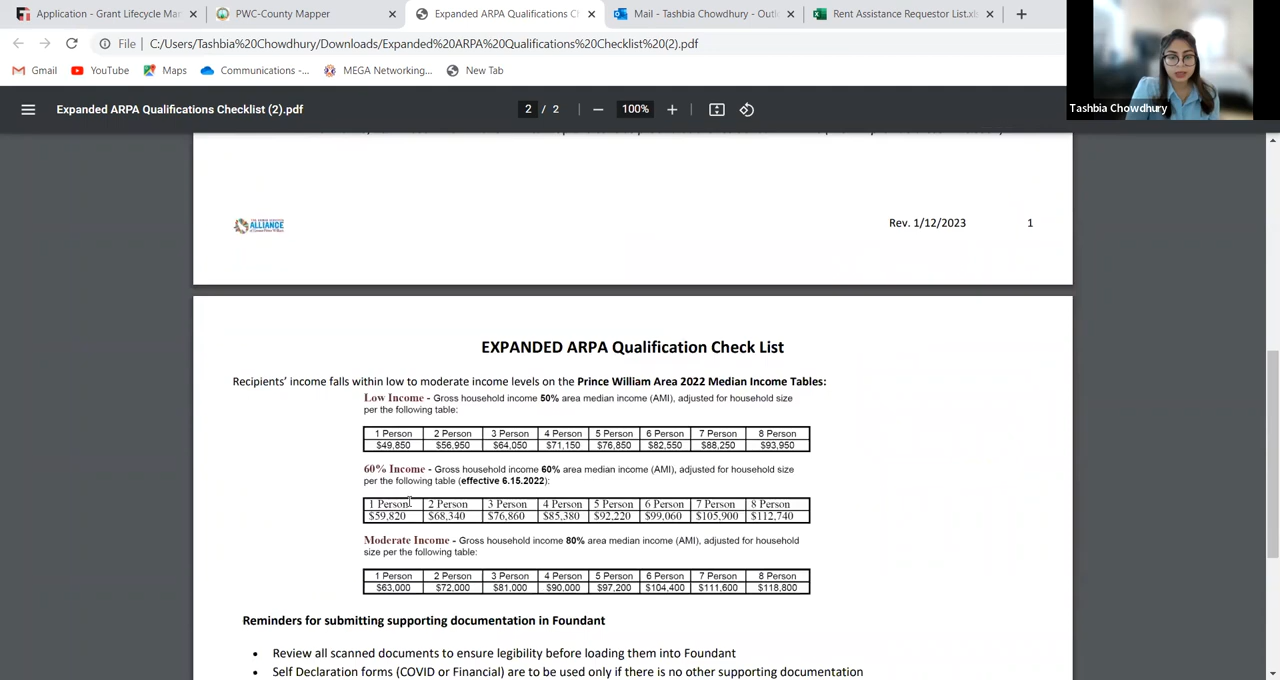 Application - Grant Lifecycle Mar
PWC-County Mapper
Expanded ARPA Qualifications C
Mail - Tashbia Chowdhury - Outl
Rent Assistance Requestor List.xl
File
C:/Users/Tashbia%20Chowdhury/Downloads/Expanded%20ARPA%20Qualifications%20Checklist%20(2).pdf
Gmail
YouTube
Maps
Communications -...
MEGA Networking...
New Tab
Tashbia Chowdhury
Expanded ARPA Qualifications Checklist (2).pdf
2 / 2
100%
ALLIANCE
Rev. 1/12/2023
1
EXPANDED ARPA Qualification Check List
Recipients’ income falls within low to moderate income levels on the Prince William Area 2022 Median Income Tables:
Low Income - Gross household income 50% area median income (AMI), adjusted for household size
per the following table:
1 Person 2 Person 3 Person 4 Person 5 Person 6 Person 7 Person 8 Person
$49,850 $56,950 $64,050 $71,150 $76,850 $82,550 $88,250 $93,950
60% Income - Gross household income 60% area median income (AMI), adjusted for household size
per the following table (effective 6.15.2022):
1 Person 2 Person 3 Person 4 Person 5 Person 6 Person 7 Person 8 Person
$59,820 $68,340 $76,860 $85,380 $92,220 $99,060 $105,900 $112,740
Moderate Income - Gross household income 80% area median income (AMI), adjusted for household
size per the following table:
1 Person 2 Person 3 Person 4 Person 5 Person 6 Person 7 Person 8 Person
$63,000 $72,000 $81,000 $90,000 $97,200 $104,400 $111,600 $118,800
Reminders for submitting supporting documentation in Foundant
• Review all scanned documents to ensure legibility before loading them into Foundant
• Self Declaration forms (COVID or Financial) are to be used only if there is no other supporting documentation